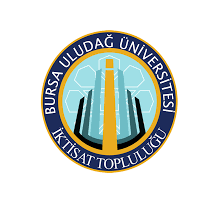 BURSA ULUDAĞ ÜNİVERSİTESİ
İKTİSAT TOPLULUĞU